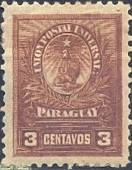 UNION POSTAL UNIVERSAL
PARAGUAY
3 CENTAVOS 3